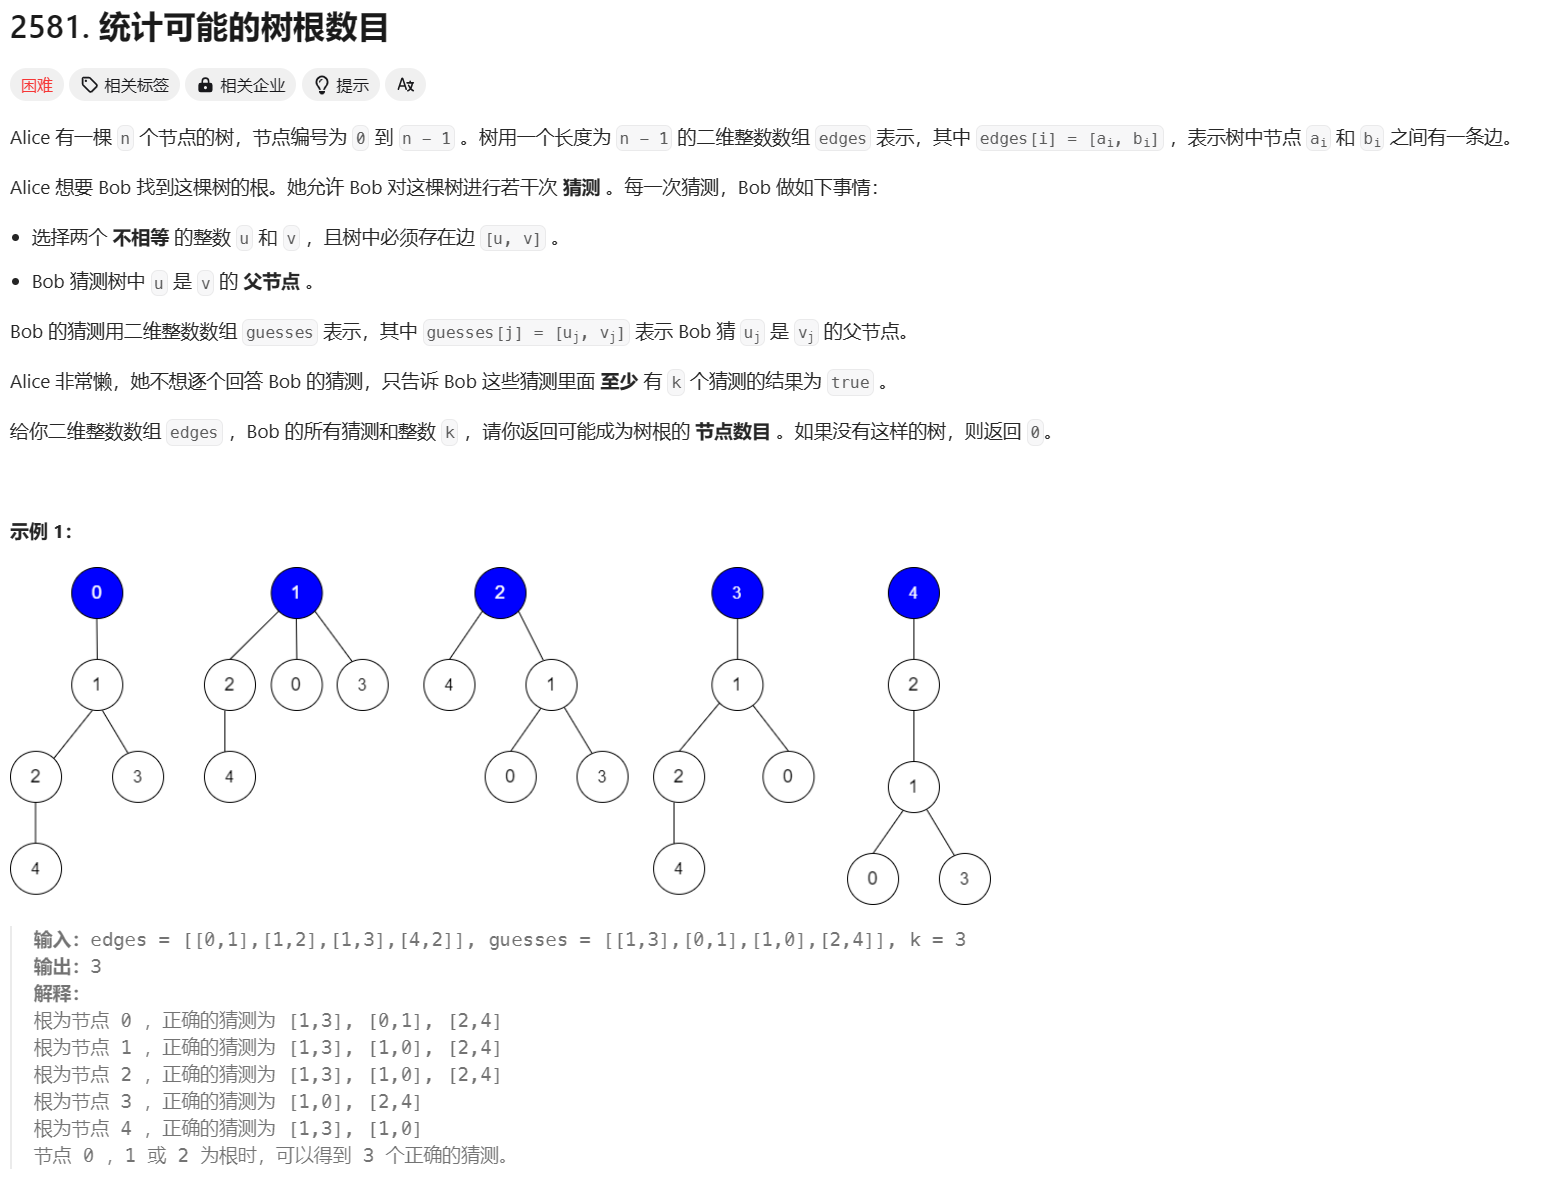 2581. 统计可能的树根数目
困难 相关标签 相关企业 提示 A文
Alice 有一棵 n 个节点的树，节点编号为 0 到 n - 1 。树用一个长度为 n - 1 的二维整数数组 edges 表示，其中 edges[i] = [aᵢ, bᵢ] ，表示树中节点 aᵢ 和 bᵢ 之间有一条边。
Alice 想要 Bob 找到这棵树的根。她允许 Bob 对这棵树进行若干次 猜测 。每一次猜测，Bob 做如下事情：
• 选择两个 不相等 的整数 u 和 v ，且树中必须存在边 [u, v] 。
• Bob 猜测树中 u 是 v 的 父节点 。
Bob 的猜测用二维整数数组 guesses 表示，其中 guesses[j] = [uⱼ, vⱼ] 表示 Bob 猜 uⱼ 是 vⱼ 的父节点。
Alice 非常懒，她不想逐个回答 Bob 的猜测，只告诉 Bob 这些猜测里面 至少 有 k 个猜测的结果为 true 。
给你二维整数数组 edges ，Bob 的所有猜测和整数 k ，请你返回可能成为树根的 节点数目 。如果没有这样的树，则返回 0。
示例 1：
0 1 2 3 4
1 2 0 3 4 1 1 2
2 3 4 0 3 2 0 1
4 4 0 3
输入：edges = [[0,1],[1,2],[1,3],[4,2]], guesses = [[1,3],[0,1],[1,0],[2,4]], k = 3
输出：3
解释：
根为节点 0 ，正确的猜测为 [1,3], [0,1], [2,4]
根为节点 1 ，正确的猜测为 [1,3], [1,0], [2,4]
根为节点 2 ，正确的猜测为 [1,3], [1,0], [2,4]
根为节点 3 ，正确的猜测为 [1,0], [2,4]
根为节点 4 ，正确的猜测为 [1,3], [1,0]
节点 0 ，1 或 2 为根时，可以得到 3 个正确的猜测。